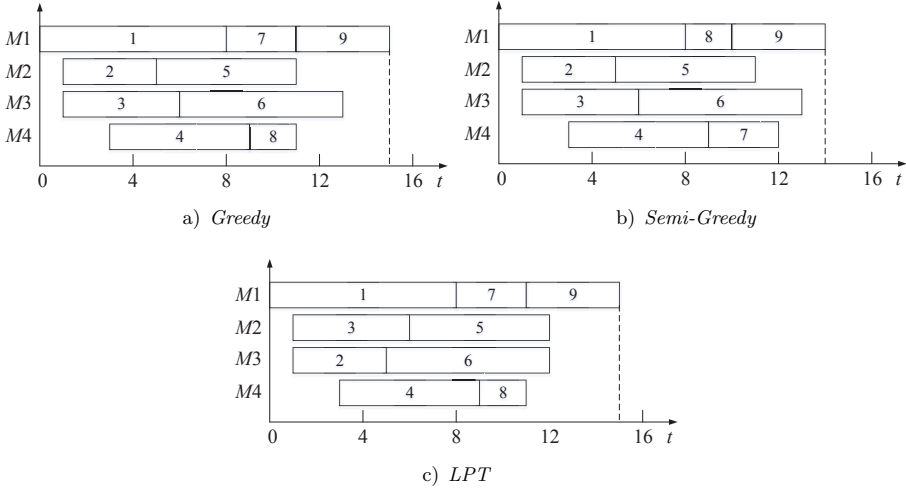 M1 1 7 9
M2 2 5
M3 3 6
M4 4 8
0 4 8 12 16 t
a) Greedy
M1 1 8 9
M2 2 5
M3 3 6
M4 4 7
0 4 8 12 16 t
b) Semi-Greedy
M1 1 7 9
M2 3 5
M3 2 6
M4 4 8
0 4 8 12 16 t
c) LPT